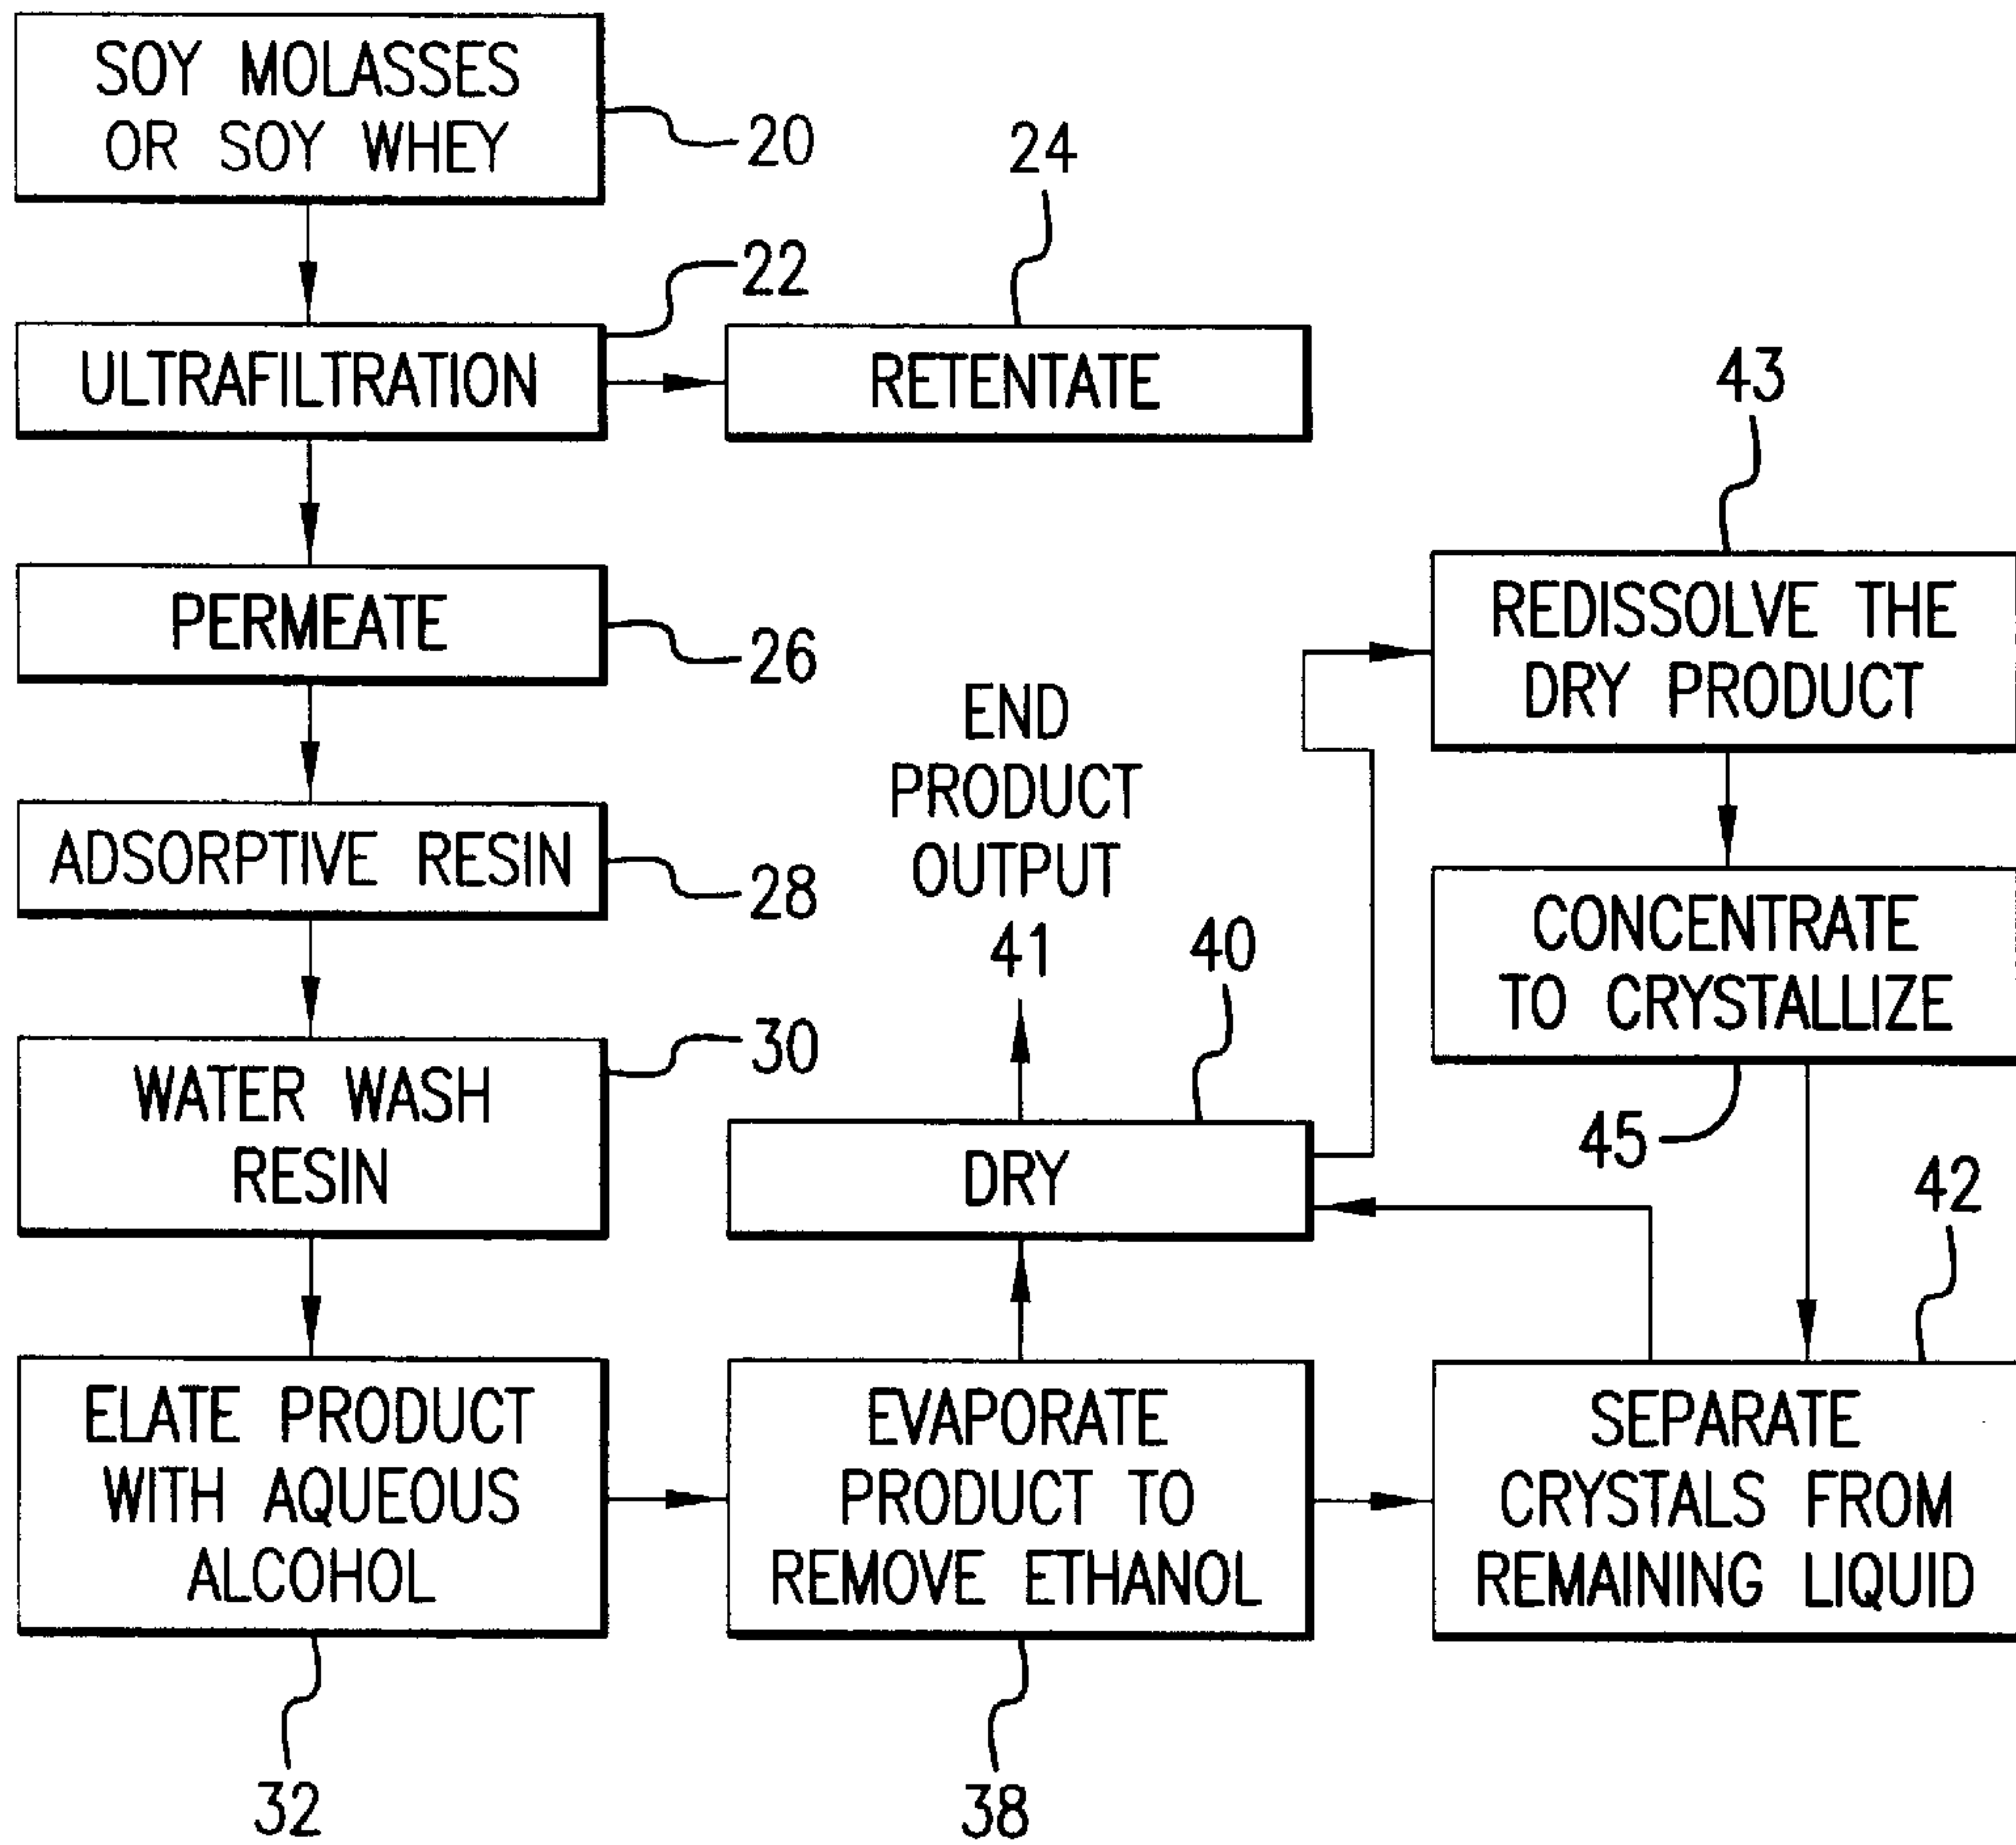 SOY MOLASSES
OR SOY WHEY
20
24
22
ULTRAFILTRATION
RETENTATE
43
PERMEATE
26
REDISSOLVE THE
DRY PRODUCT
END
PRODUCT
OUTPUT
41
ADSORPTIVE RESIN
28
40
CONCENTRATE
TO CRYSTALLIZE
45
30
WATER WASH
RESIN
DRY
42
ELATE PRODUCT
WITH AQUEOUS
ALCOHOL
32
EVAPORATE
PRODUCT TO
REMOVE ETHANOL
38
SEPARATE
CRYSTALS FROM
REMAINING LIQUID